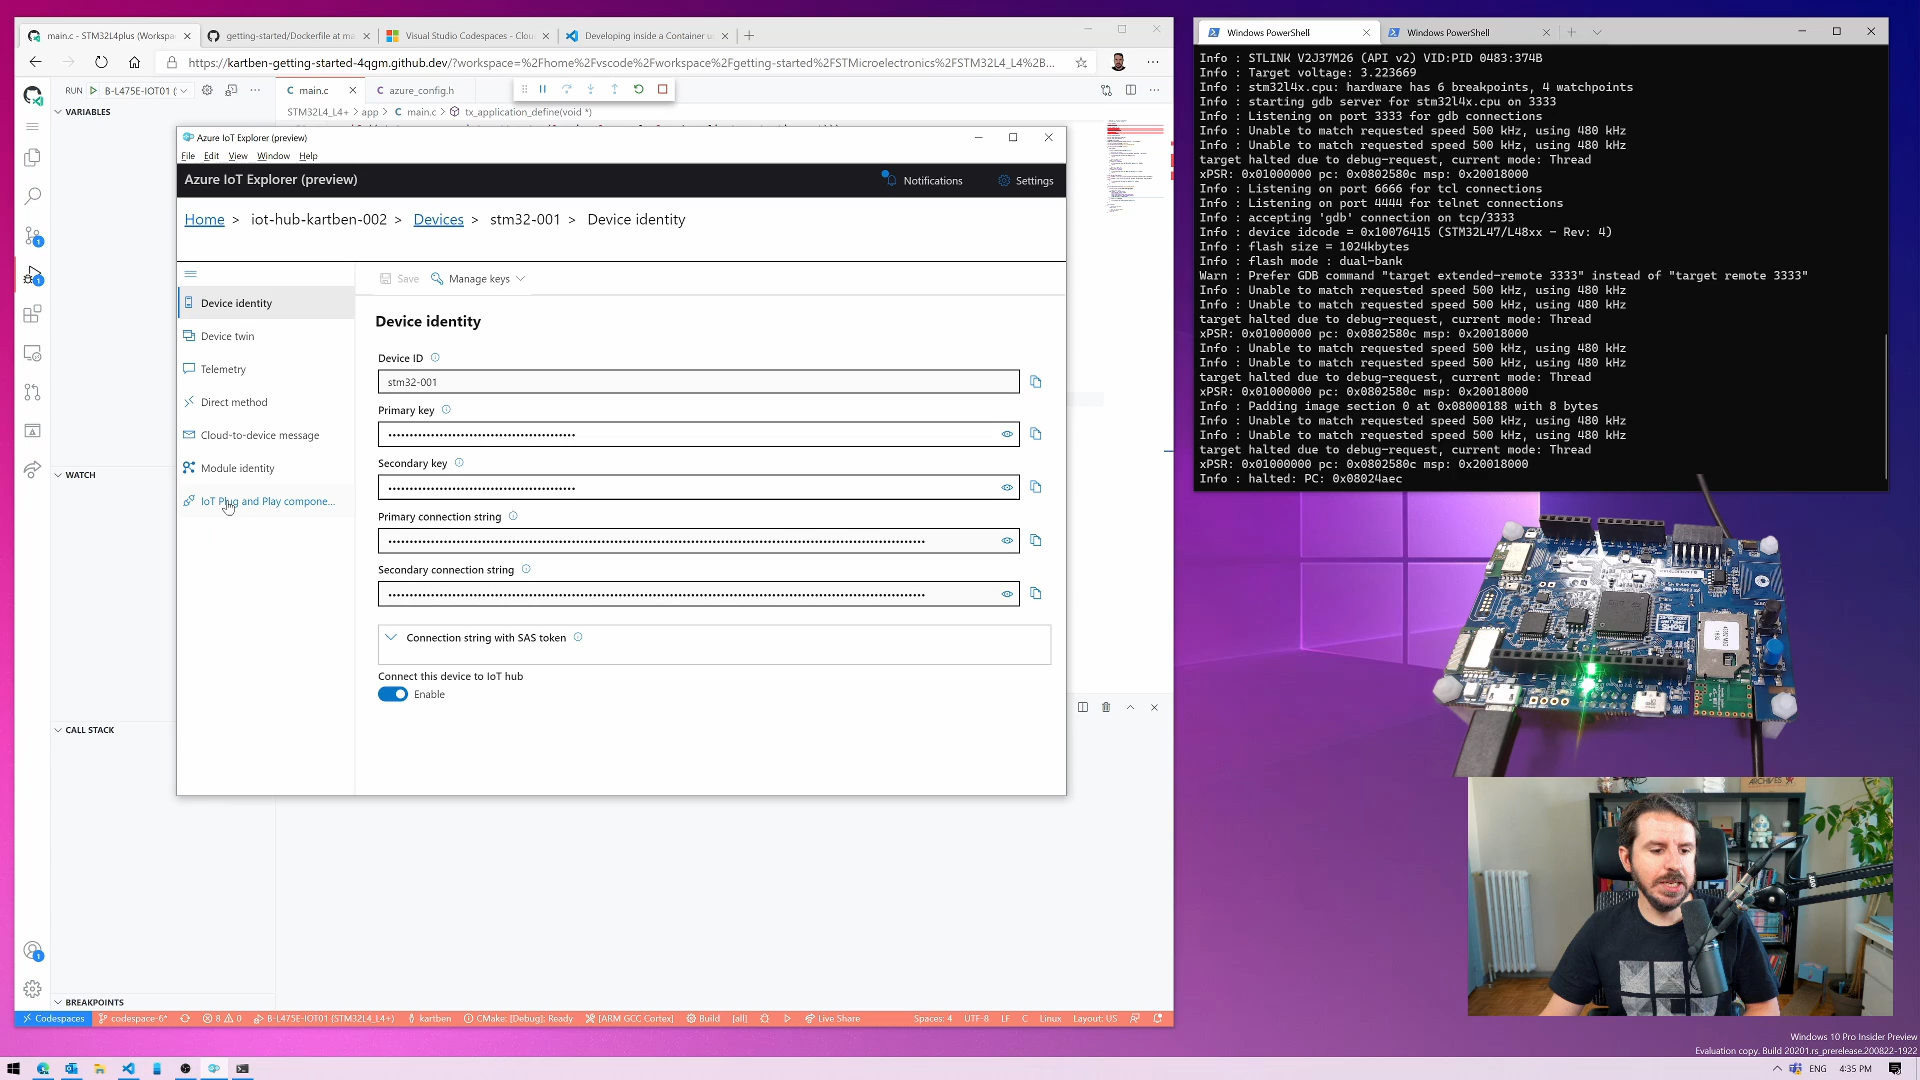 main.c - STM32L4plus (Workspa
getting-started/Dockerfile at ma
Visual Studio Codespaces - Clou
Developing inside a Container u
https://kartben-getting-started-4qgm.github.dev/?workspace=%2Fhome%2Fvscode%2Fworkspace%2Fgetting-started%2FSTMicroelectronics%2FSTM32L4_L4%2B...
RUN
B-L475E-IOT01 (S
main.c
azure_config.h
VARIABLES
STM32L4_L4+ > app > C main.c > tx_application_define(void *)
Azure IoT Explorer (preview)
File Edit View Window Help
Azure IoT Explorer (preview)
Notifications
Settings
Home > iot-hub-kartben-002 > Devices > stm32-001 > Device identity
Save
Manage keys
Device identity
Device twin
Telemetry
Direct method
Cloud-to-device message
Module identity
IoT Plug and Play compone...
Device identity
Device ID
stm32-001
Primary key
Secondary key
Primary connection string
Secondary connection string
Connection string with SAS token
Connect this device to IoT hub
Enable
WATCH
CALL STACK
BREAKPOINTS
Codespaces
codespace-6*
8
0
B-L475E-IOT01 (STM32L4_L4+)
kartben
CMake: [Debug]: Ready
[ARM GCC Cortex]
Build
[all]
Live Share
Spaces: 4
UTF-8
LF
C
Linux
Layout: US
Windows PowerShell
Windows PowerShell
Info : STLINK V2J37M26 (API v2) VID:PID 0483:374B
Info : Target voltage: 3.223669
Info : stm32l4x.cpu: hardware has 6 breakpoints, 4 watchpoints
Info : starting gdb server for stm32l4x.cpu on 3333
Info : Listening on port 3333 for gdb connections
Info : Unable to match requested speed 500 kHz, using 480 kHz
Info : Unable to match requested speed 500 kHz, using 480 kHz
target halted due to debug-request, current mode: Thread
xPSR: 0x01000000 pc: 0x0802580c msp: 0x20018000
Info : Listening on port 6666 for tcl connections
Info : Listening on port 4444 for telnet connections
Info : accepting 'gdb' connection on tcp/3333
Info : device idcode = 0x10076415 (STM32L47/L48xx - Rev: 4)
Info : flash size = 1024kbytes
Info : flash mode : dual-bank
Warn : Prefer GDB command "target extended-remote 3333" instead of "target remote 3333"
Info : Unable to match requested speed 500 kHz, using 480 kHz
Info : Unable to match requested speed 500 kHz, using 480 kHz
target halted due to debug-request, current mode: Thread
xPSR: 0x01000000 pc: 0x0802580c msp: 0x20018000
Info : Unable to match requested speed 500 kHz, using 480 kHz
Info : Unable to match requested speed 500 kHz, using 480 kHz
target halted due to debug-request, current mode: Thread
xPSR: 0x01000000 pc: 0x0802580c msp: 0x20018000
Info : Padding image section 0 at 0x08000188 with 8 bytes
Info : Unable to match requested speed 500 kHz, using 480 kHz
Info : Unable to match requested speed 500 kHz, using 480 kHz
target halted due to debug-request, current mode: Thread
xPSR: 0x01000000 pc: 0x0802580c msp: 0x20018000
Info : halted: PC: 0x08024aec
ARCHIVES
Windows 10 Pro Insider Preview
Evaluation copy. Build 20201.rs_prerelease.200822-1922
ENG
4:35 PM